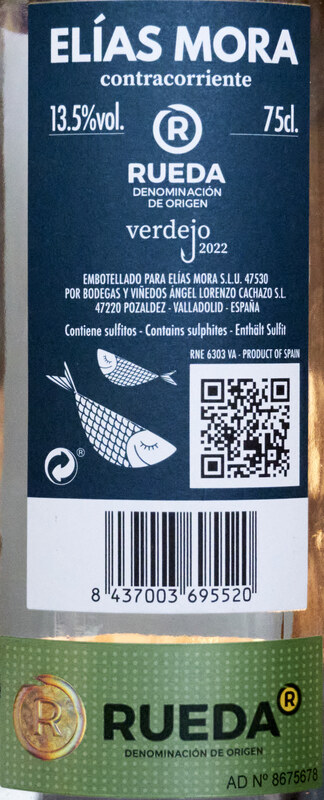 ELÍAS MORA
contracorriente
13.5%vol. R 75cl.
RUEDA
DENOMINACIÓN
DE ORIGEN
verdejo
2022
EMBOTELLADO PARA ELÍAS MORA S.L.U. 47530
POR BODEGAS Y VIÑEDOS ÁNGEL LORENZO CACHAZO S.L.
47220 POZALDEZ - VALLADOLID - ESPAÑA
Contiene sulfitos - Contains sulphites - Enthält Sulfit
RNE 6303 VA - PRODUCT OF SPAIN
®
8 437003 695520
R RUEDA R
DENOMINACIÓN DE ORIGEN
AD Nº 8675678